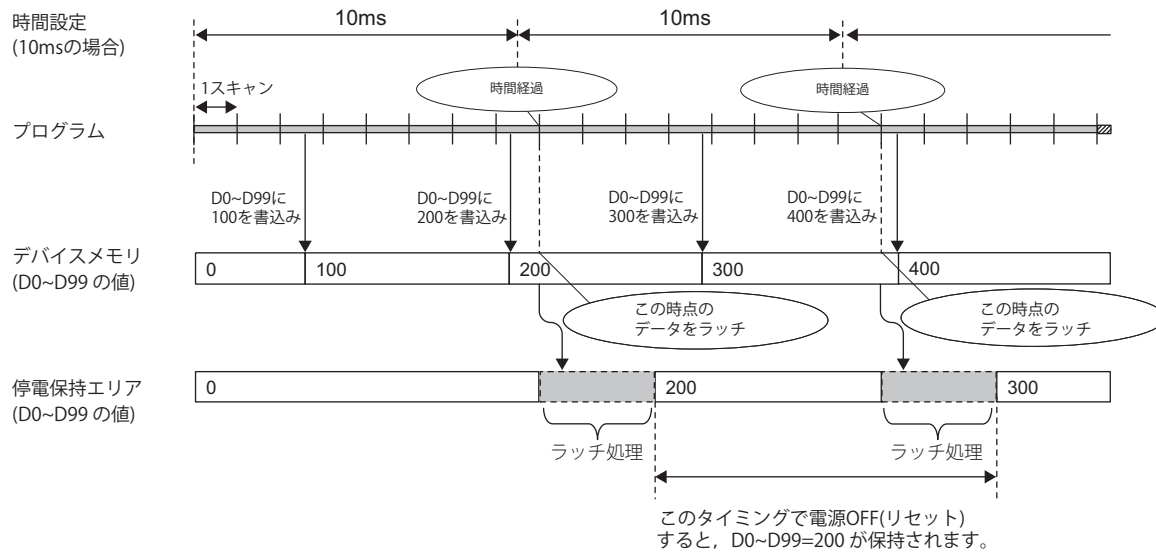 時間設定
(10msの場合)
10ms
10ms
1スキャン
時間経過
時間経過
プログラム
D0~D99に
100を書込み
D0~D99に
200を書込み
D0~D99に
300を書込み
D0~D99に
400を書込み
デバイスメモリ
(D0~D99 の値)
0
100
200
300
400
この時点の
データをラッチ
この時点の
データをラッチ
停電保持エリア
(D0~D99 の値)
0
200
300
ラッチ処理
ラッチ処理
このタイミングで電源OFF(リセット)
すると, D0~D99=200 が保持されます。